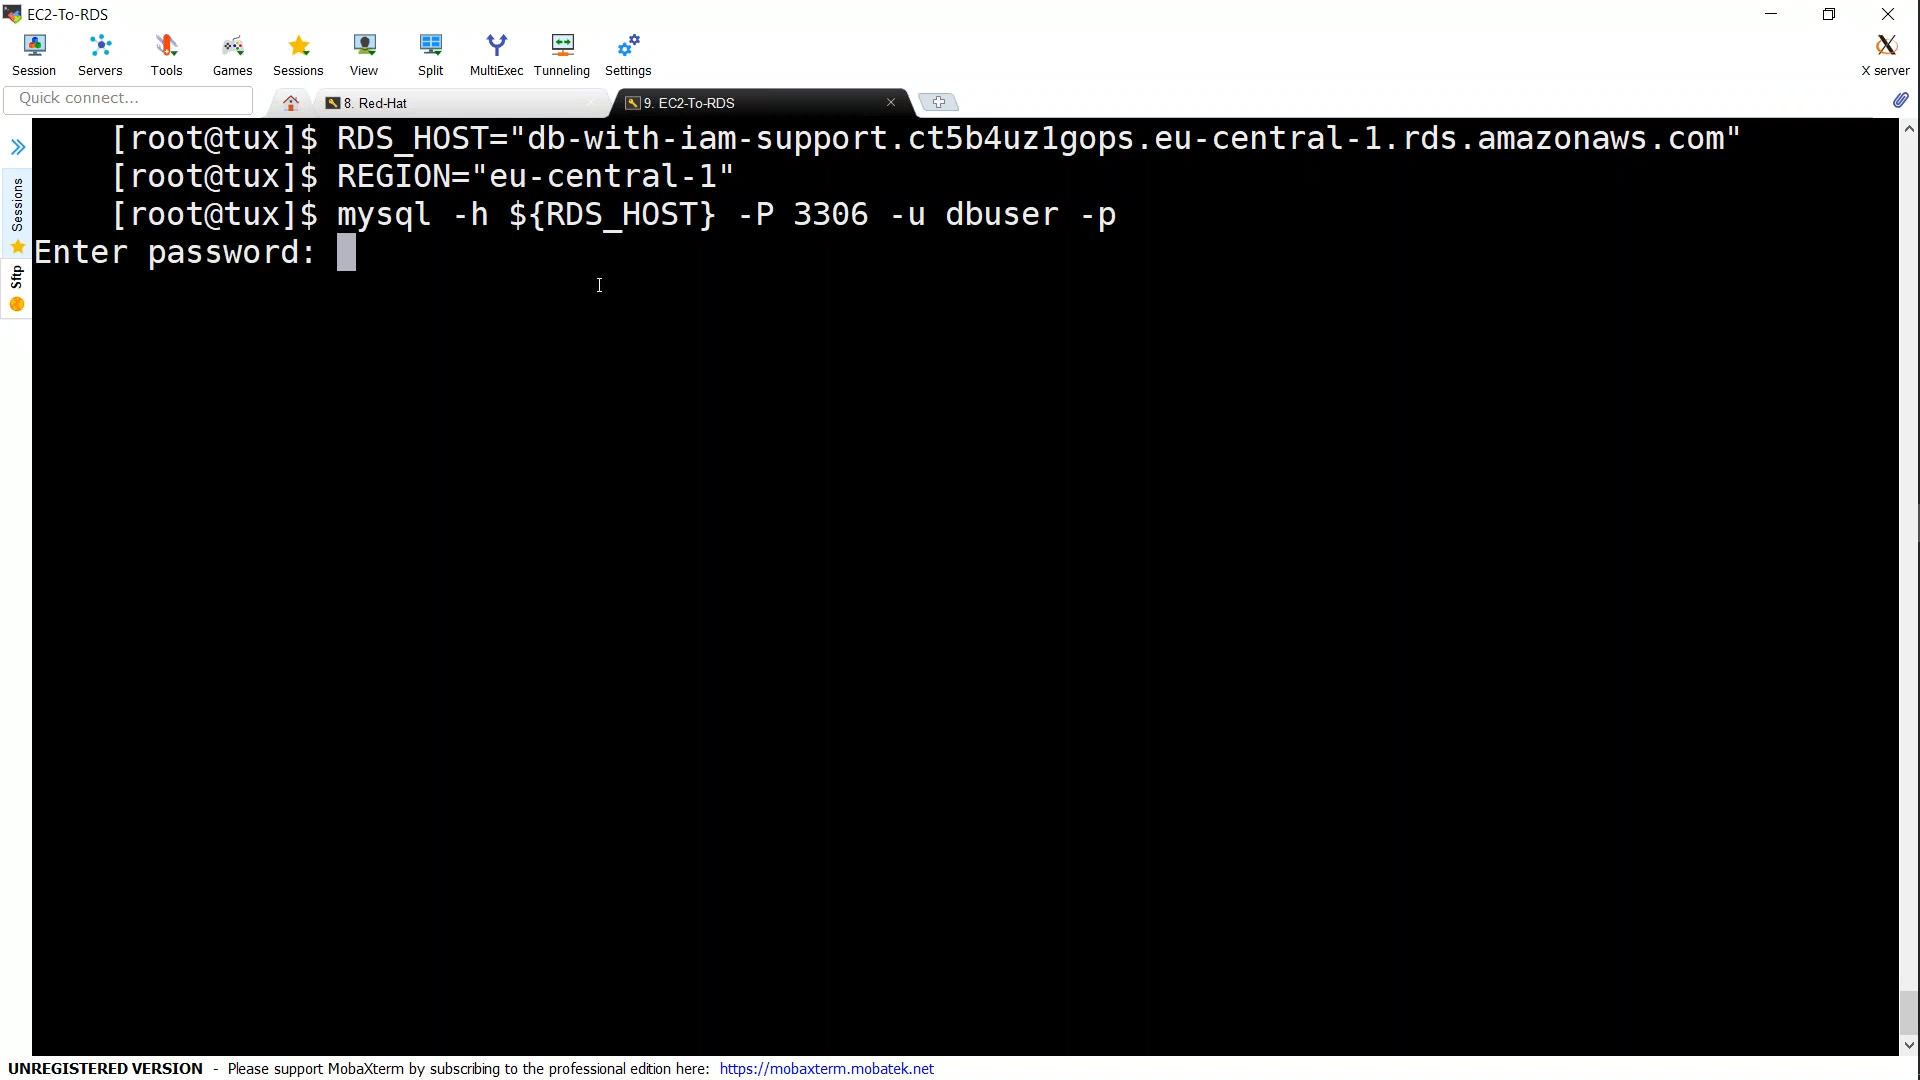 EC2-To-RDS
Session Servers Tools Games Sessions View Split MultiExec Tunneling Settings X server
Quick connect... 8. Red-Hat 9. EC2-To-RDS
[root@tux]$ RDS_HOST="db-with-iam-support.ct5b4uz1gops.eu-central-1.rds.amazonaws.com"
[root@tux]$ REGION="eu-central-1"
[root@tux]$ mysql -h ${RDS_HOST} -P 3306 -u dbuser -p
Enter password:
Sessions
Sftp
UNREGISTERED VERSION - Please support MobaXterm by subscribing to the professional edition here: https://mobaxterm.mobatek.net